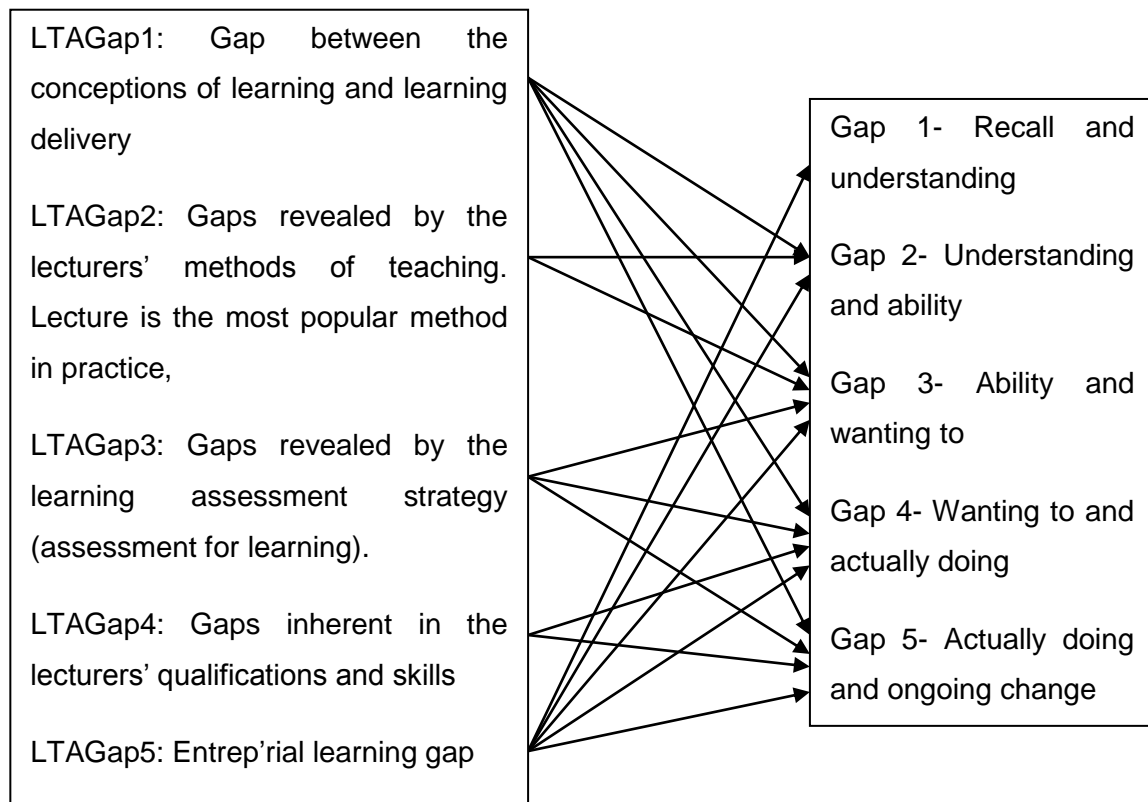 LTAGap1: Gap between the
conceptions of learning and learning
delivery
LTAGap2: Gaps revealed by the
lecturers’ methods of teaching.
Lecture is the most popular method
in practice,
LTAGap3: Gaps revealed by the
learning assessment strategy
(assessment for learning).
LTAGap4: Gaps inherent in the
lecturers’ qualifications and skills
LTAGap5: Entrep’rial learning gap
Gap 1- Recall and
understanding
Gap 2- Understanding
and ability
Gap 3- Ability and
wanting to
Gap 4- Wanting to and
actually doing
Gap 5- Actually doing
and ongoing change